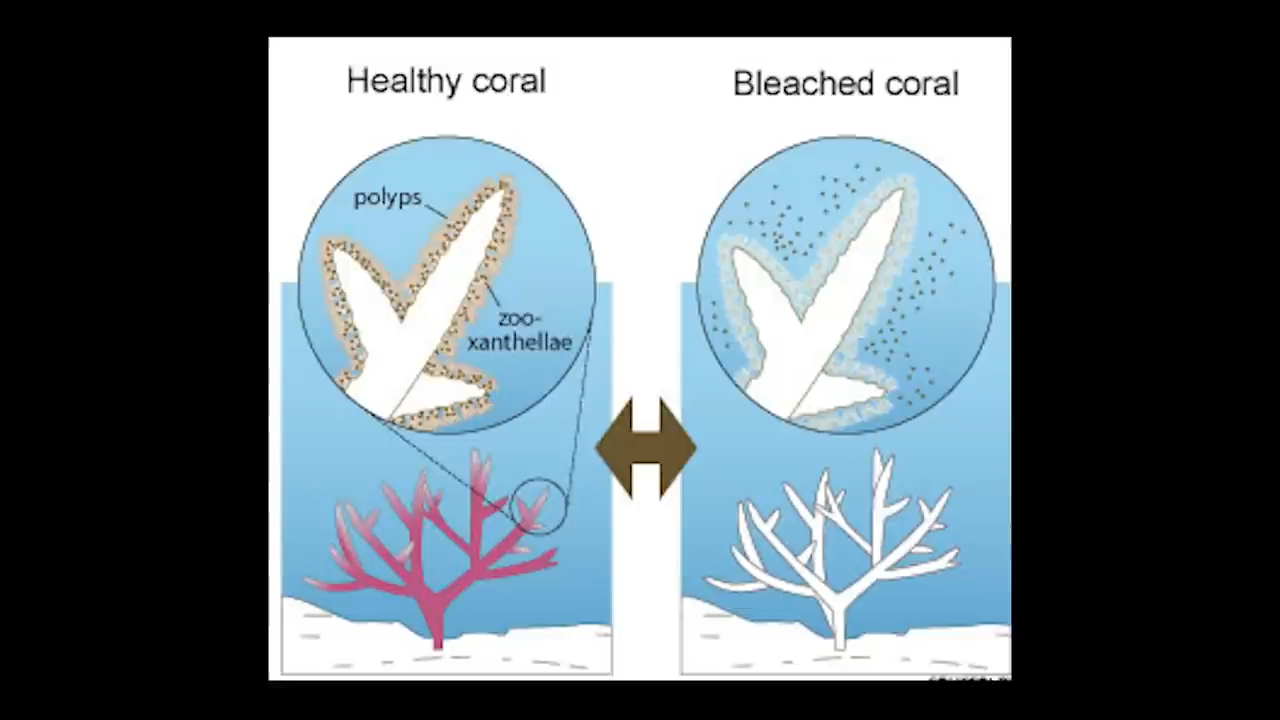 Healthy coral
Bleached coral
polyps
zoo-
xanthellae